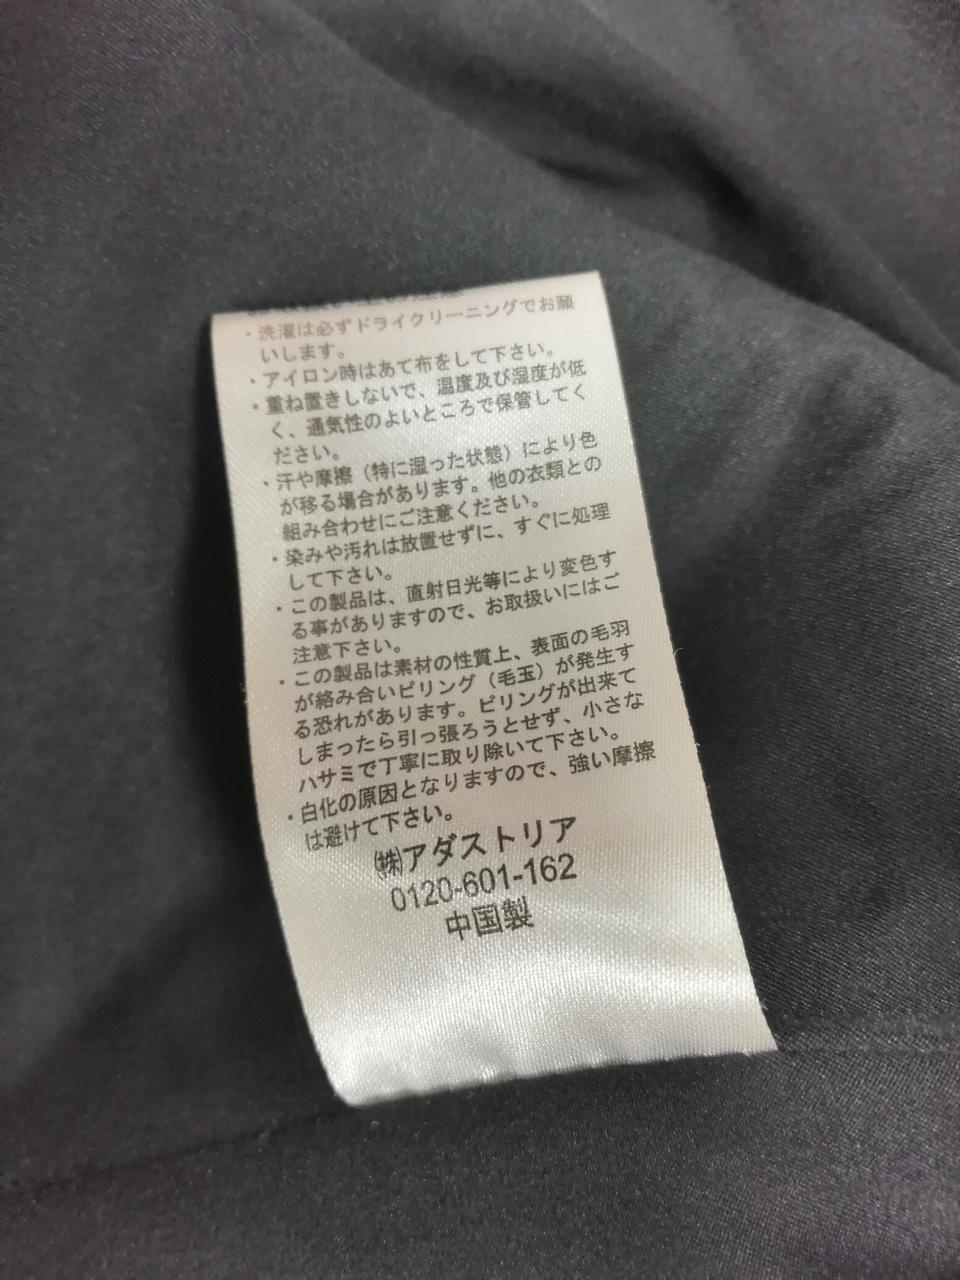 ・洗濯は必ずドライクリーニングでお願
いします。
・アイロン時はあて布をして下さい。
・重ね置きしないで、温度及び湿度が低
く、通気性のよいところで保管してく
ださい。
・汗や摩擦（特に湿った状態）により色
が移る場合があります。他の衣類との
組み合わせにご注意ください。
・染みや汚れは放置せずに、すぐに処理
して下さい。
・この製品は、直射日光等により変色す
る事がありますので、お取扱いにはご
注意下さい。
・この製品は素材の性質上、表面の毛羽
が絡み合いピリング（毛玉）が発生す
る恐れがあります。ピリングが出来て
しまったら引っ張ろうとせず、小さな
ハサミで丁寧に取り除いて下さい。
・白化の原因となりますので、強い摩擦
は避けて下さい。
㈱アダストリア
0120-601-162
中国製